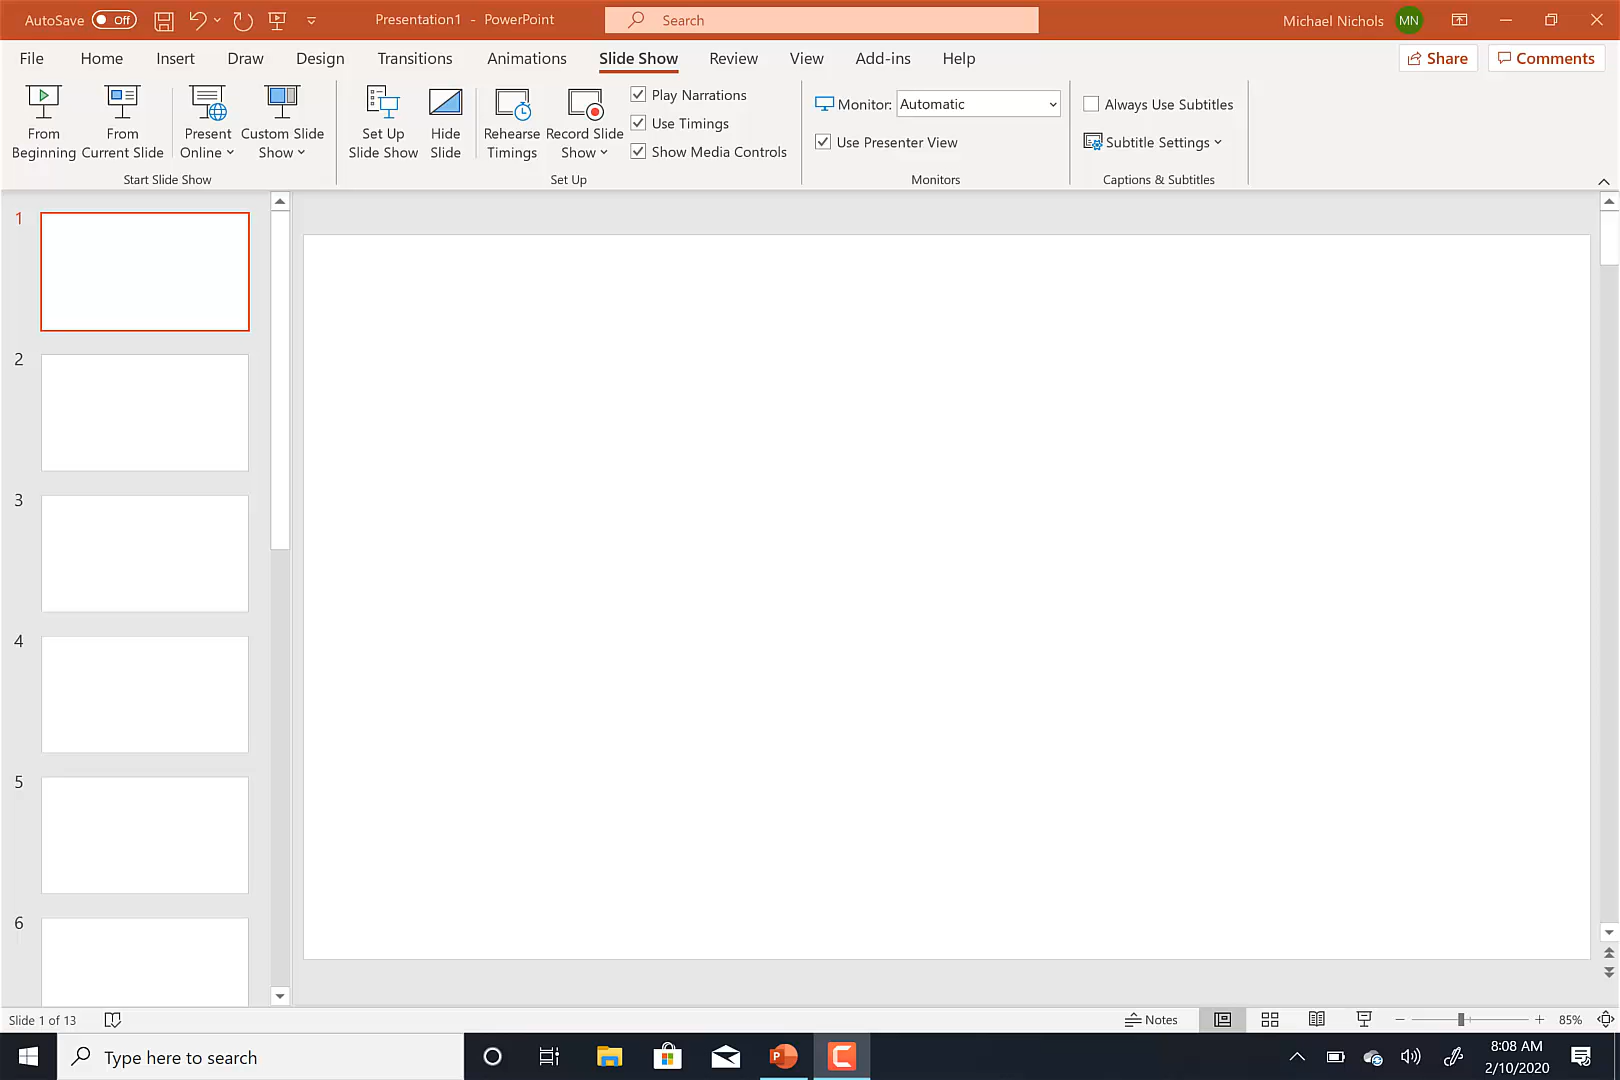 AutoSave Off Presentation1 - PowerPoint Search Michael Nichols MN
File Home Insert Draw Design Transitions Animations Slide Show Review View Add-ins Help Share Comments
From Beginning
From Current Slide
Present Online
Custom Slide Show
Start Slide Show
Set Up Slide Show
Hide Slide
Rehearse Timings
Record Slide Show
Play Narrations
Use Timings
Show Media Controls
Set Up
Monitor: Automatic
Use Presenter View
Monitors
Always Use Subtitles
Subtitle Settings
Captions & Subtitles
1
2
3
4
5
6
Slide 1 of 13 Notes 85%
Type here to search
8:08 AM
2/10/2020